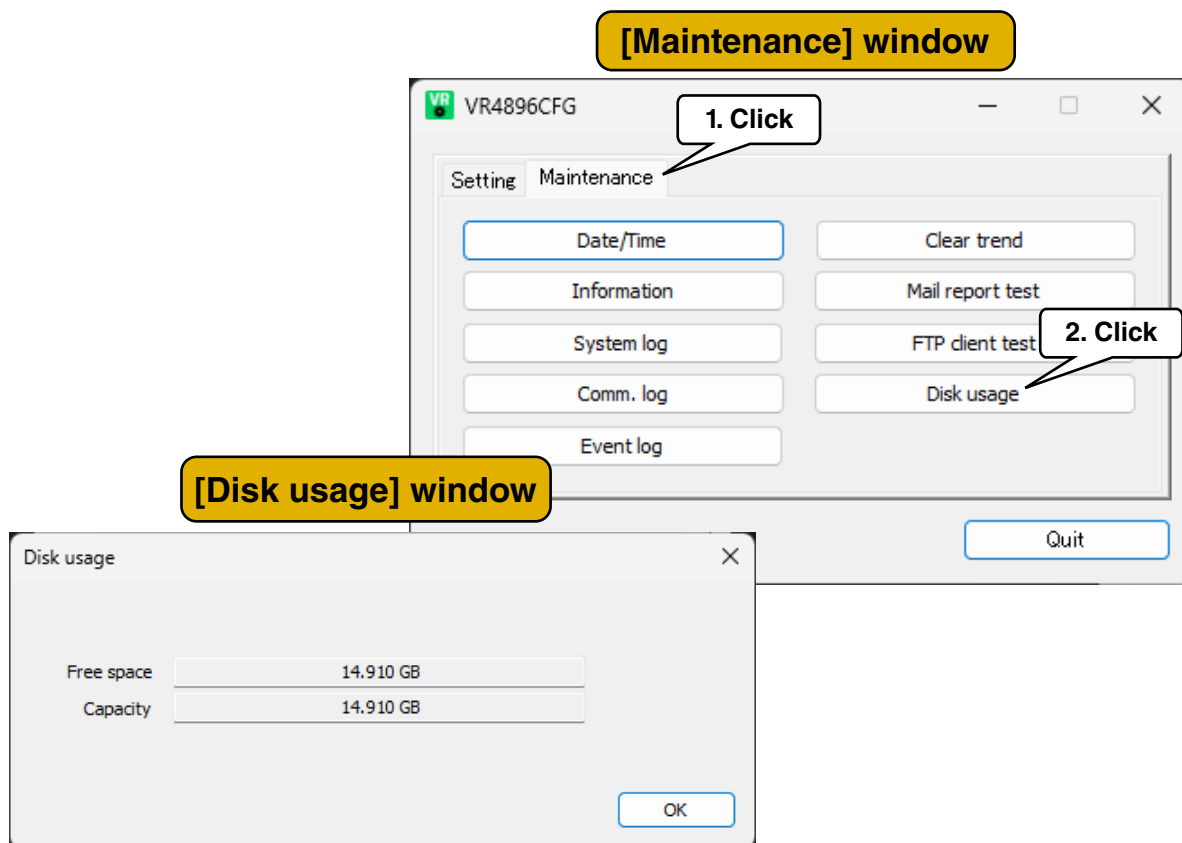 [Maintenance] window
VR VR4896CFG
1. Click
Setting Maintenance
Date/Time Clear trend
Information Mail report test
System log FTP client test
2. Click
Comm. log Disk usage
Event log
[Disk usage] window
Quit
Disk usage
Free space 14.910 GB
Capacity 14.910 GB
OK